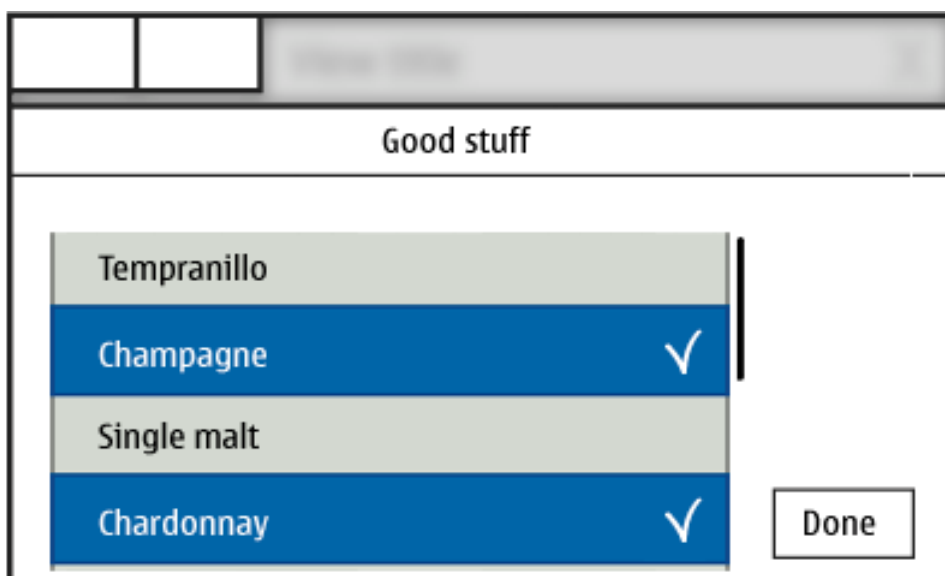 Good stuff
Tempranillo
Champagne
Single malt
Chardonnay
Done